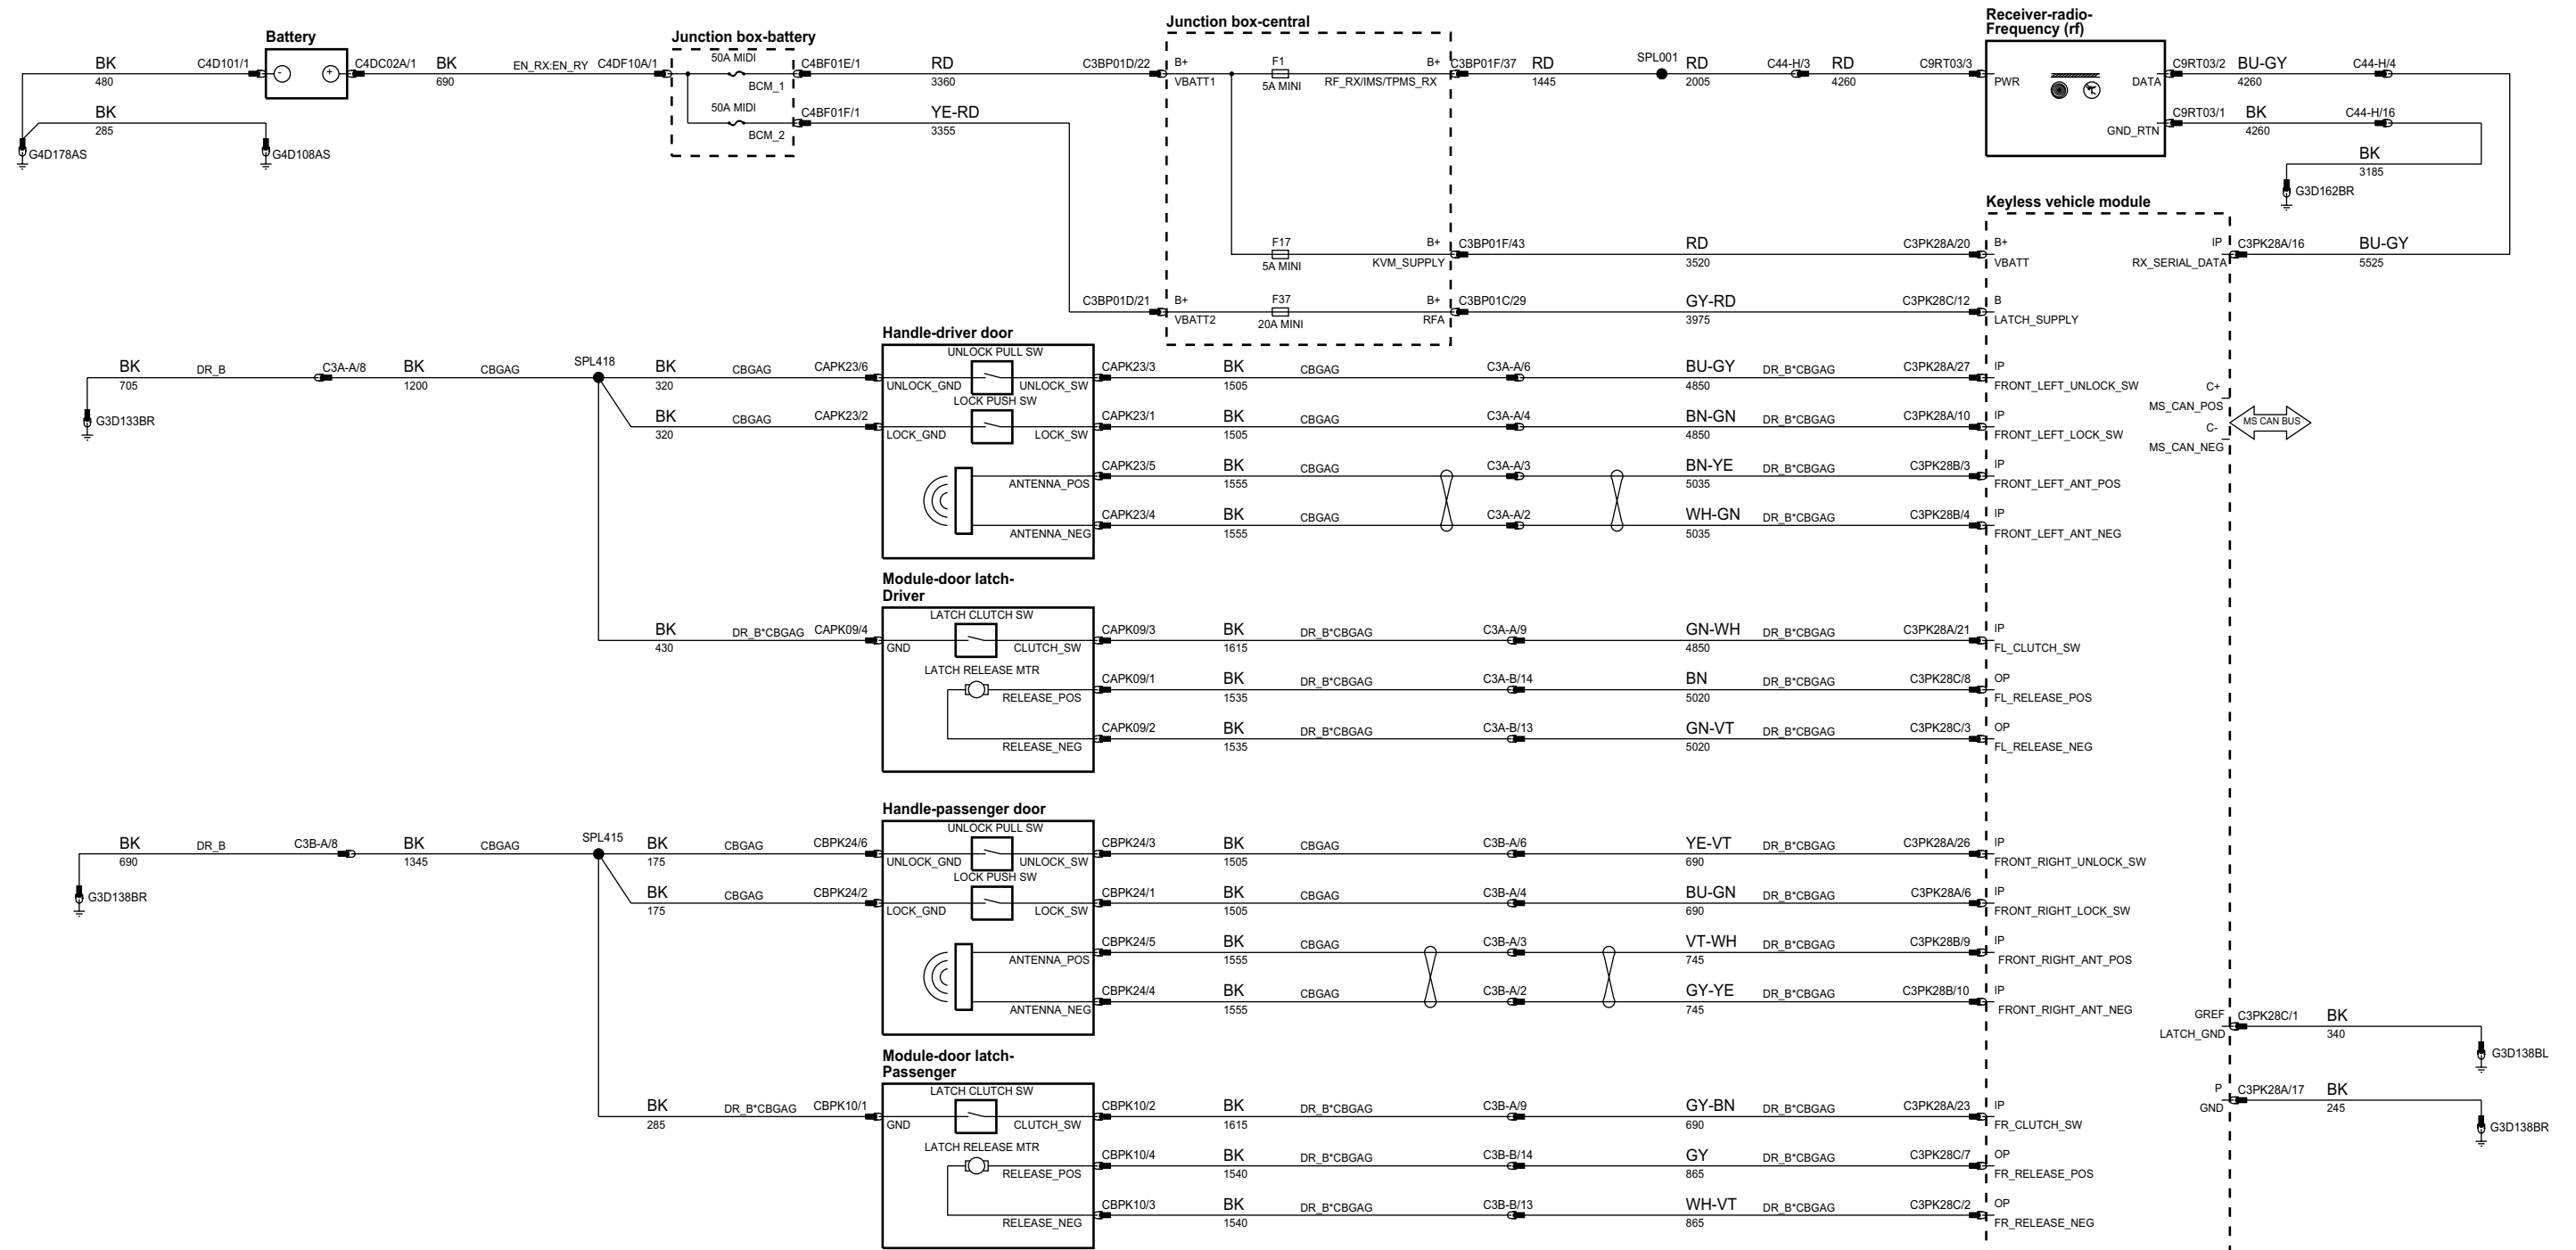 Battery
BK
480
C4D101/1
-
+
C4DC02A/1
BK
690
EN_RX:EN_RY
C4DF10A/1
BK
285
G4D178AS
G4D108AS
Junction box-battery
50A MIDI
BCM_1
C4BF01E/1
RD
3360
50A MIDI
BCM_2
C4BF01F/1
YE-RD
3355
Junction box-central
C3BP01D/22
B+
VBATT1
F1
5A MINI
B+
RF_RX/IMS/TPMS_RX
C3BP01F/37
RD
1445
SPL001
RD
2005
C44-H/3
RD
4260
C9RT03/3
F17
5A MINI
B+
KVM_SUPPLY
C3BP01F/43
RD
3520
C3PK28A/20
C3BP01D/21
B+
VBATT2
F37
20A MINI
B+
RFA
C3BP01C/29
GY-RD
3975
C3PK28C/12
Receiver-radio-
Frequency (rf)
PWR
DATA
GND_RTN
C9RT03/2
BU-GY
4260
C44-H/4
C9RT03/1
BK
4260
C44-H/16
BK
3185
G3D162BR
Keyless vehicle module
B+
VBATT
IP
RX_SERIAL_DATA
C3PK28A/16
BU-GY
5525
B
LATCH_SUPPLY
Handle-driver door
BK
705
DR_B
C3A-A/8
BK
1200
CBGAG
SPL418
BK
320
CBGAG
CAPK23/6
UNLOCK PULL SW
UNLOCK_GND
UNLOCK_SW
CAPK23/3
BK
1505
CBGAG
C3A-A/6
BU-GY
4850
DR_B*CBGAG
C3PK28A/27
IP
FRONT_LEFT_UNLOCK_SW
G3D133BR
BK
320
CBGAG
CAPK23/2
LOCK PUSH SW
LOCK_GND
LOCK_SW
CAPK23/1
BK
1505
CBGAG
C3A-A/4
BN-GN
4850
DR_B*CBGAG
C3PK28A/10
IP
FRONT_LEFT_LOCK_SW
C+
MS_CAN_POS
C-
MS_CAN_NEG
MS CAN BUS
ANTENNA_POS
CAPK23/5
BK
1555
CBGAG
C3A-A/3
BN-YE
5035
DR_B*CBGAG
C3PK28B/3
IP
FRONT_LEFT_ANT_POS
ANTENNA_NEG
CAPK23/4
BK
1555
CBGAG
C3A-A/2
WH-GN
5035
DR_B*CBGAG
C3PK28B/4
IP
FRONT_LEFT_ANT_NEG
Module-door latch-
Driver
BK
430
DR_B*CBGAG
CAPK09/4
LATCH CLUTCH SW
GND
CLUTCH_SW
CAPK09/3
BK
1615
DR_B*CBGAG
C3A-A/9
GN-WH
4850
DR_B*CBGAG
C3PK28A/21
IP
FL_CLUTCH_SW
LATCH RELEASE MTR
RELEASE_POS
CAPK09/1
BK
1535
DR_B*CBGAG
C3A-B/14
BN
5020
DR_B*CBGAG
C3PK28C/8
OP
FL_RELEASE_POS
RELEASE_NEG
CAPK09/2
BK
1535
DR_B*CBGAG
C3A-B/13
GN-VT
5020
DR_B*CBGAG
C3PK28C/3
OP
FL_RELEASE_NEG
Handle-passenger door
BK
690
DR_B
C3B-A/8
BK
1345
CBGAG
SPL415
BK
175
CBGAG
CBPK24/6
UNLOCK PULL SW
UNLOCK_GND
UNLOCK_SW
CBPK24/3
BK
1505
CBGAG
C3B-A/6
YE-VT
690
DR_B*CBGAG
C3PK28A/26
IP
FRONT_RIGHT_UNLOCK_SW
G3D138BR
BK
175
CBGAG
CBPK24/2
LOCK PUSH SW
LOCK_GND
LOCK_SW
CBPK24/1
BK
1505
CBGAG
C3B-A/4
BU-GN
690
DR_B*CBGAG
C3PK28A/6
IP
FRONT_RIGHT_LOCK_SW
ANTENNA_POS
CBPK24/5
BK
1555
CBGAG
C3B-A/3
VT-WH
745
DR_B*CBGAG
C3PK28B/9
IP
FRONT_RIGHT_ANT_POS
ANTENNA_NEG
CBPK24/4
BK
1555
CBGAG
C3B-A/2
GY-YE
745
DR_B*CBGAG
C3PK28B/10
IP
FRONT_RIGHT_ANT_NEG
GREF
LATCH_GND
C3PK28C/1
BK
340
G3D138BL
Module-door latch-
Passenger
BK
285
DR_B*CBGAG
CBPK10/1
LATCH CLUTCH SW
GND
CLUTCH_SW
CBPK10/2
BK
1615
DR_B*CBGAG
C3B-A/9
GY-BN
690
DR_B*CBGAG
C3PK28A/23
IP
FR_CLUTCH_SW
P
GND
C3PK28A/17
BK
245
G3D138BR
LATCH RELEASE MTR
RELEASE_POS
CBPK10/4
BK
1540
DR_B*CBGAG
C3B-B/14
GY
865
DR_B*CBGAG
C3PK28C/7
OP
FR_RELEASE_POS
RELEASE_NEG
CBPK10/3
BK
1540
DR_B*CBGAG
C3B-B/13
WH-VT
865
DR_B*CBGAG
C3PK28C/2
OP
FR_RELEASE_NEG